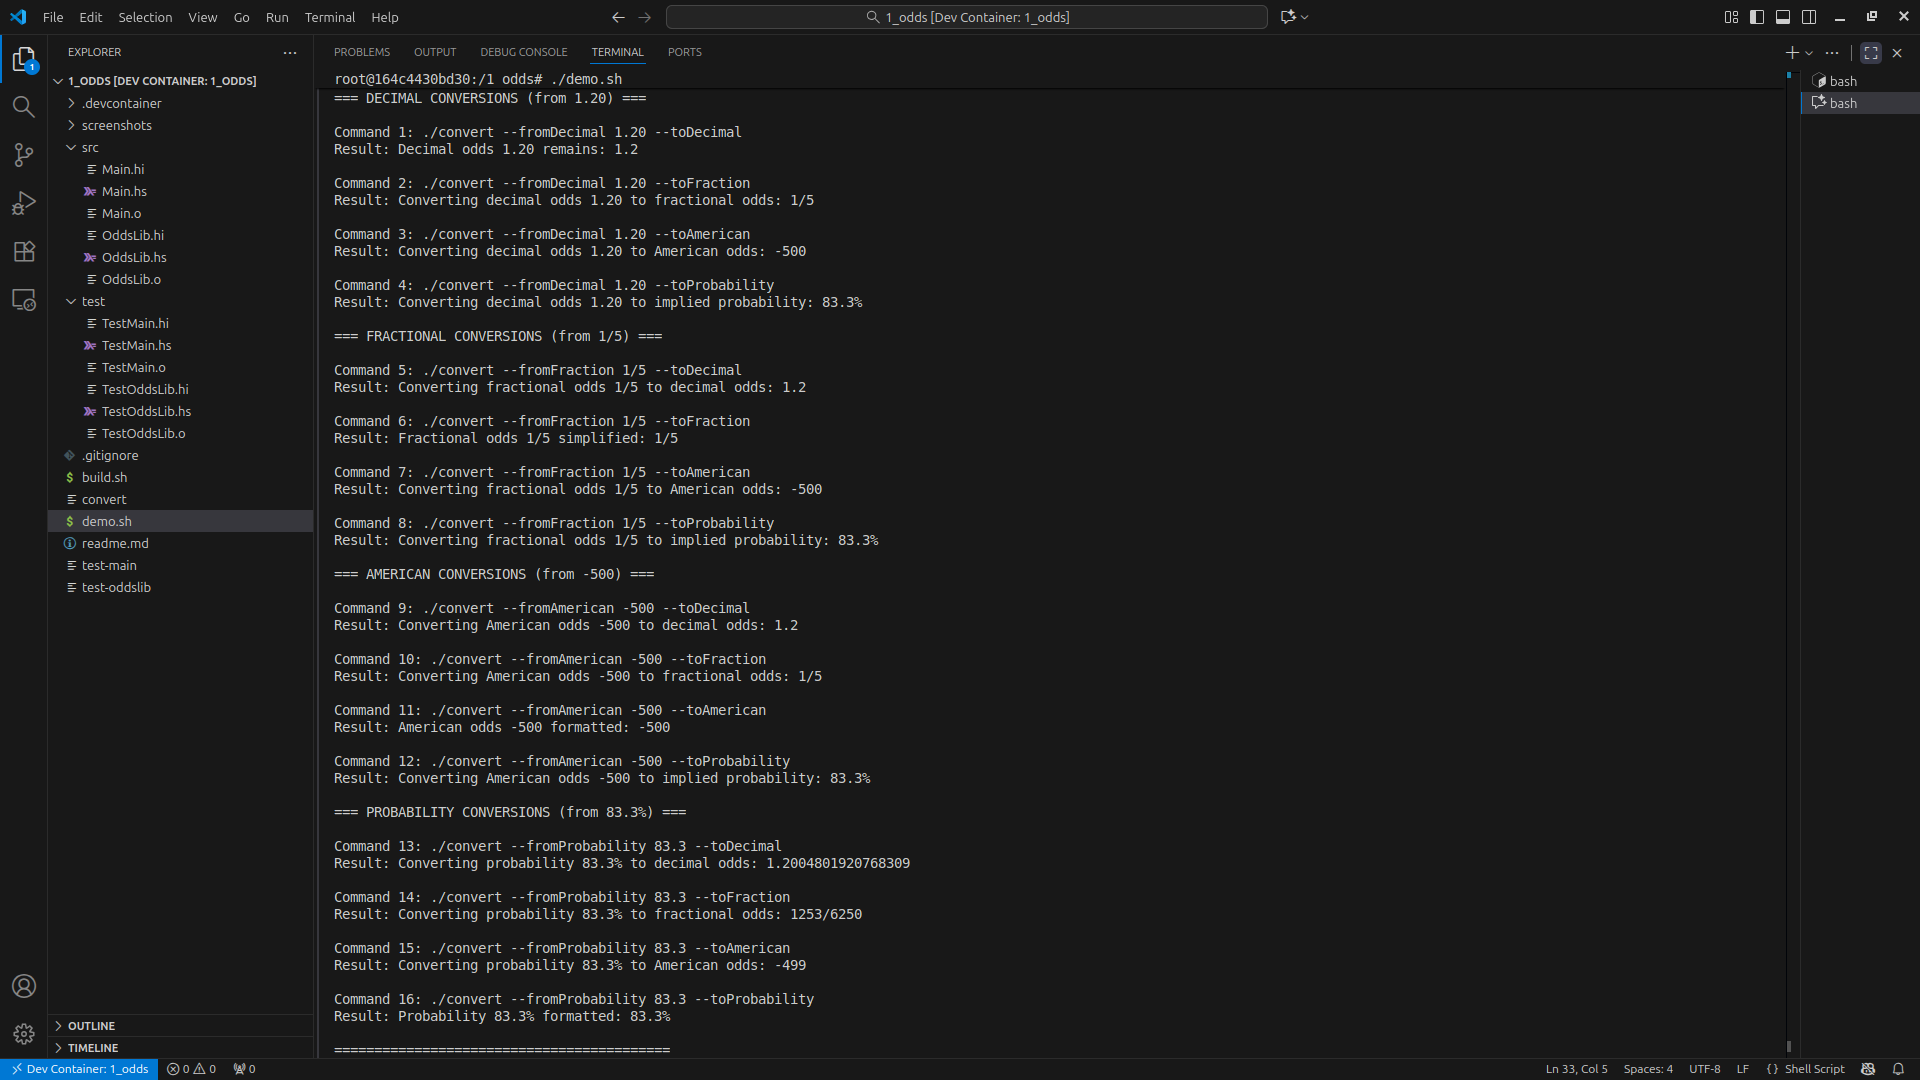 File Edit Selection View Go Run Terminal Help
1_odds [Dev Container: 1_odds]
EXPLORER
1_ODDS [DEV CONTAINER: 1_ODDS]
.devcontainer
screenshots
src
Main.hi
Main.hs
Main.o
OddsLib.hi
OddsLib.hs
OddsLib.o
test
TestMain.hi
TestMain.hs
TestMain.o
TestOddsLib.hi
TestOddsLib.hs
TestOddsLib.o
.gitignore
build.sh
convert
demo.sh
readme.md
test-main
test-oddslib
OUTLINE
TIMELINE
1
PROBLEMS OUTPUT DEBUG CONSOLE TERMINAL PORTS
root@164c4430bd30:/1 odds# ./demo.sh
=== DECIMAL CONVERSIONS (from 1.20) ===
Command 1: ./convert --fromDecimal 1.20 --toDecimal
Result: Decimal odds 1.20 remains: 1.2
Command 2: ./convert --fromDecimal 1.20 --toFraction
Result: Converting decimal odds 1.20 to fractional odds: 1/5
Command 3: ./convert --fromDecimal 1.20 --toAmerican
Result: Converting decimal odds 1.20 to American odds: -500
Command 4: ./convert --fromDecimal 1.20 --toProbability
Result: Converting decimal odds 1.20 to implied probability: 83.3%
=== FRACTIONAL CONVERSIONS (from 1/5) ===
Command 5: ./convert --fromFraction 1/5 --toDecimal
Result: Converting fractional odds 1/5 to decimal odds: 1.2
Command 6: ./convert --fromFraction 1/5 --toFraction
Result: Fractional odds 1/5 simplified: 1/5
Command 7: ./convert --fromFraction 1/5 --toAmerican
Result: Converting fractional odds 1/5 to American odds: -500
Command 8: ./convert --fromFraction 1/5 --toProbability
Result: Converting fractional odds 1/5 to implied probability: 83.3%
=== AMERICAN CONVERSIONS (from -500) ===
Command 9: ./convert --fromAmerican -500 --toDecimal
Result: Converting American odds -500 to decimal odds: 1.2
Command 10: ./convert --fromAmerican -500 --toFraction
Result: Converting American odds -500 to fractional odds: 1/5
Command 11: ./convert --fromAmerican -500 --toAmerican
Result: American odds -500 formatted: -500
Command 12: ./convert --fromAmerican -500 --toProbability
Result: Converting American odds -500 to implied probability: 83.3%
=== PROBABILITY CONVERSIONS (from 83.3%) ===
Command 13: ./convert --fromProbability 83.3 --toDecimal
Result: Converting probability 83.3% to decimal odds: 1.2004801920768309
Command 14: ./convert --fromProbability 83.3 --toFraction
Result: Converting probability 83.3% to fractional odds: 1253/6250
Command 15: ./convert --fromProbability 83.3 --toAmerican
Result: Converting probability 83.3% to American odds: -499
Command 16: ./convert --fromProbability 83.3 --toProbability
Result: Probability 83.3% formatted: 83.3%
==========================================
bash
bash
Dev Container: 1_odds 0 0 0 Ln 33, Col 5 Spaces: 4 UTF-8 LF {} Shell Script